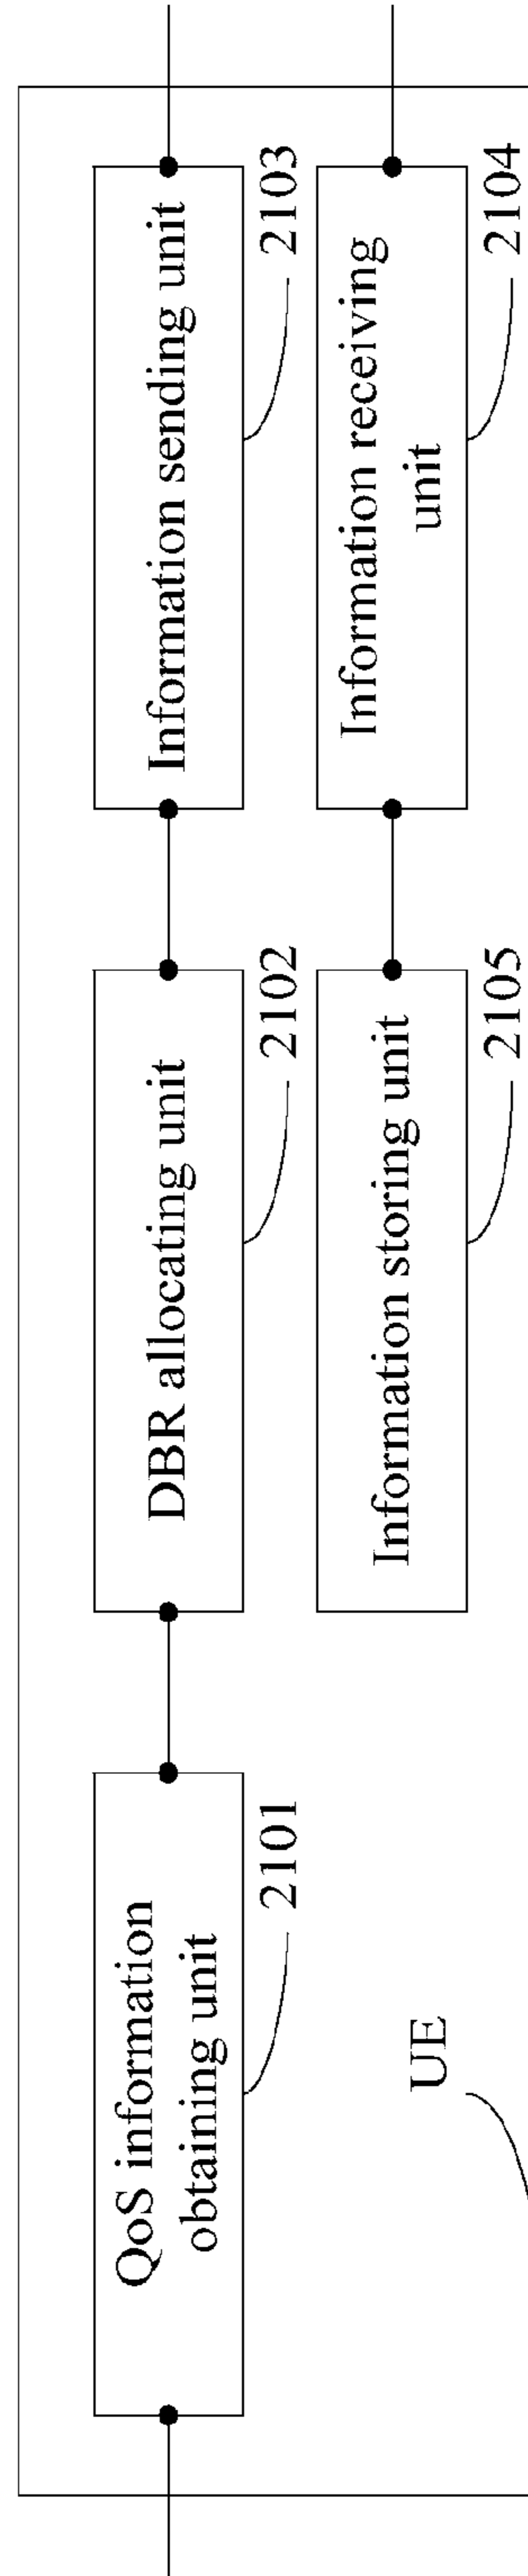 QoS information
obtaining unit
2101
DBR allocating unit
2102
Information sending unit
2103
UE
Information storing unit
2105
Information receiving
unit
2104